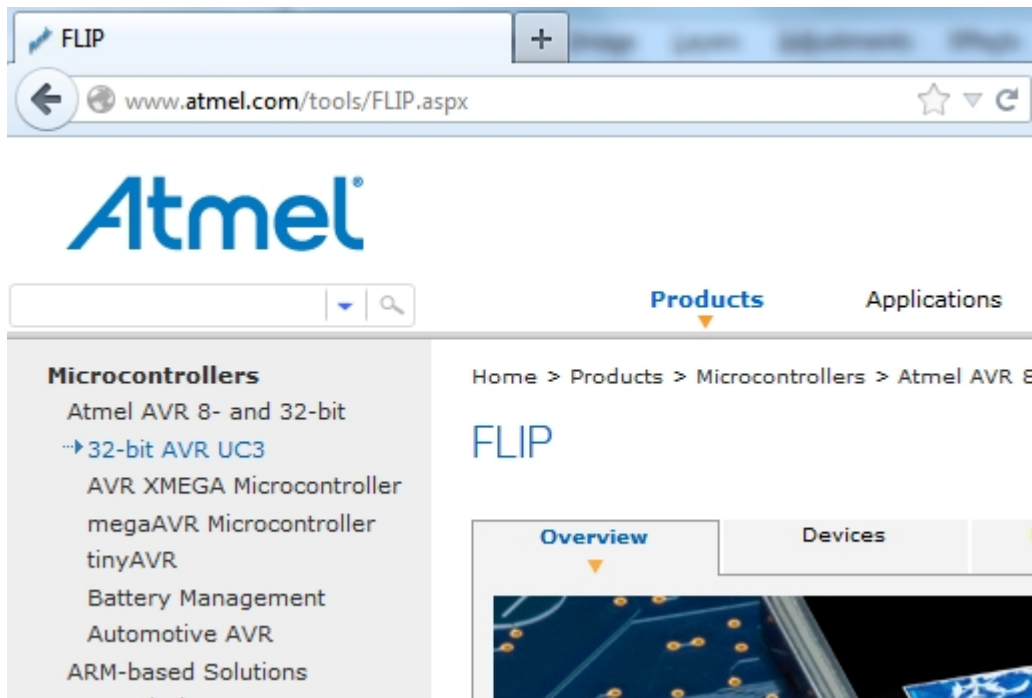 FLIP
www.atmel.com/tools/FLIP.aspx
Atmel®
Products Applications
Microcontrollers
Atmel AVR 8- and 32-bit
32-bit AVR UC3
AVR XMEGA Microcontroller
megaAVR Microcontroller
tinyAVR
Battery Management
Automotive AVR
ARM-based Solutions
Home > Products > Microcontrollers > Atmel AVR 8
FLIP
Overview Devices